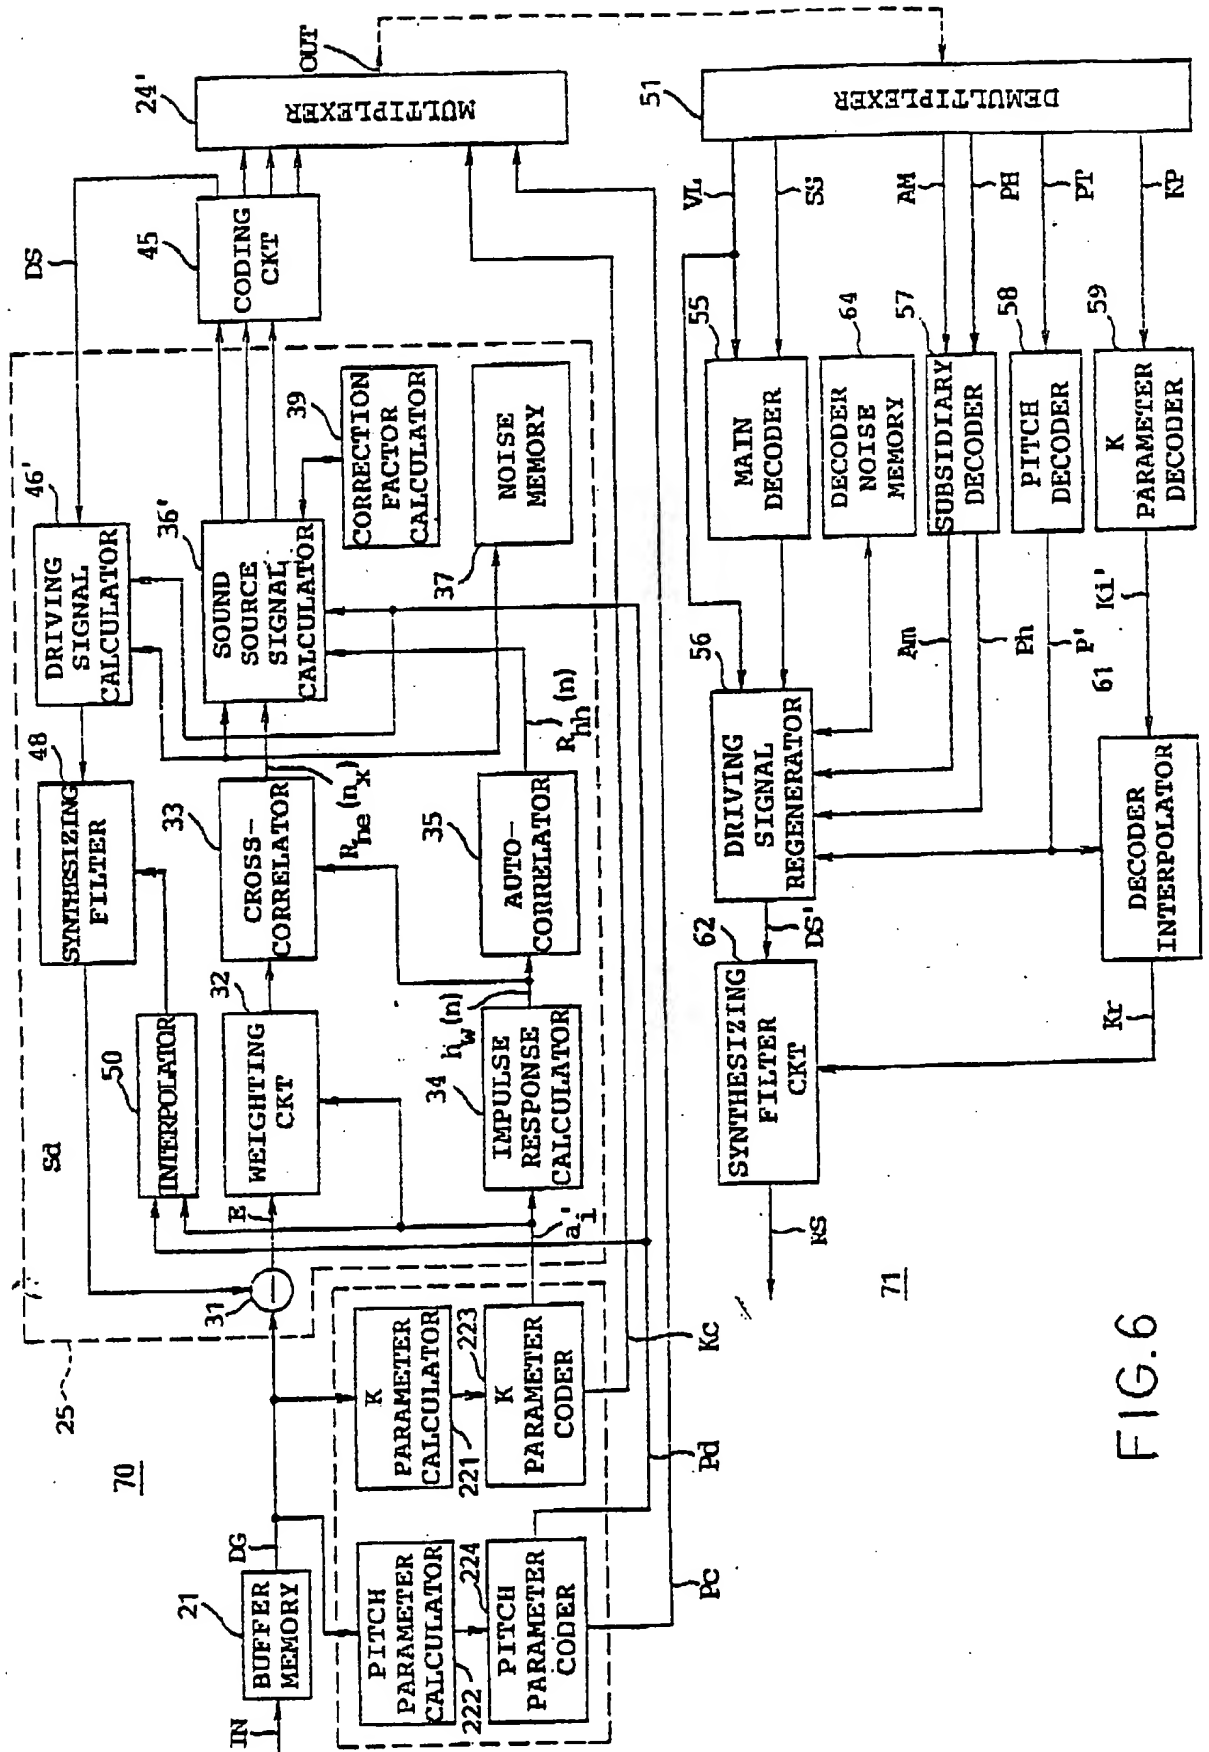 70
IN
21
BUFFER
MEMORY
DG
25
PITCH
PARAMETER
CALCULATOR
222
224
PITCH
PARAMETER
CODER
K
PARAMETER
CALCULATOR
221
223
K
PARAMETER
CODER
Pc
Pd
Kc
31
Sd
E
a'i
50
INTERPOLATOR
32
WEIGHTING
CKT
34
IMPULSE
RESPONSE
CALCULATOR
hw(n)
48
SYNTHESIZING
FILTER
33
CROSS-
CORRELATOR
Rhe(nx)
35
AUTO-
CORRELATOR
Rhh(n)
46'
DRIVING
SIGNAL
CALCULATOR
36'
SOUND
SOURCE
SIGNAL
CALCULATOR
39
CORRECTION
FACTOR
CALCULATOR
37
NOISE
MEMORY
DS
45
CODING
CKT
24'
MULTIPLEXER
OUT
71
51
DEMULTIPLEXER
VL
SG
AM
PH
PT
KP
55
MAIN
DECODER
64
DECODER
NOISE
MEMORY
57
SUBSIDIARY
DECODER
58
PITCH
DECODER
59
K
PARAMETER
DECODER
Am
Ph
P'
Ki'
56
DRIVING
SIGNAL
REGENERATOR
61
DECODER
INTERPOLATOR
DS'
Kr
62
SYNTHESIZING
FILTER
CKT
RS
FIG.6